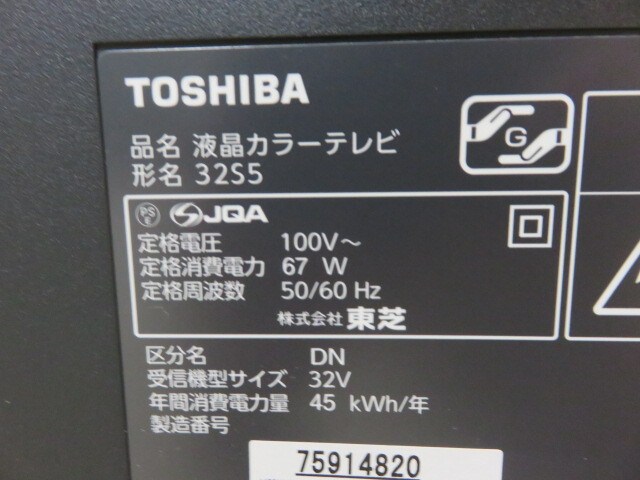 TOSHIBA
品名 液晶カラーテレビ
形名 32S5
G
PS
E
JQA
定格電圧 100V～
定格消費電力 67 W
定格周波数 50/60 Hz
株式会社 東芝
区分名 DN
受信機型サイズ 32V
年間消費電力量 45 kWh/年
製造番号
75914820